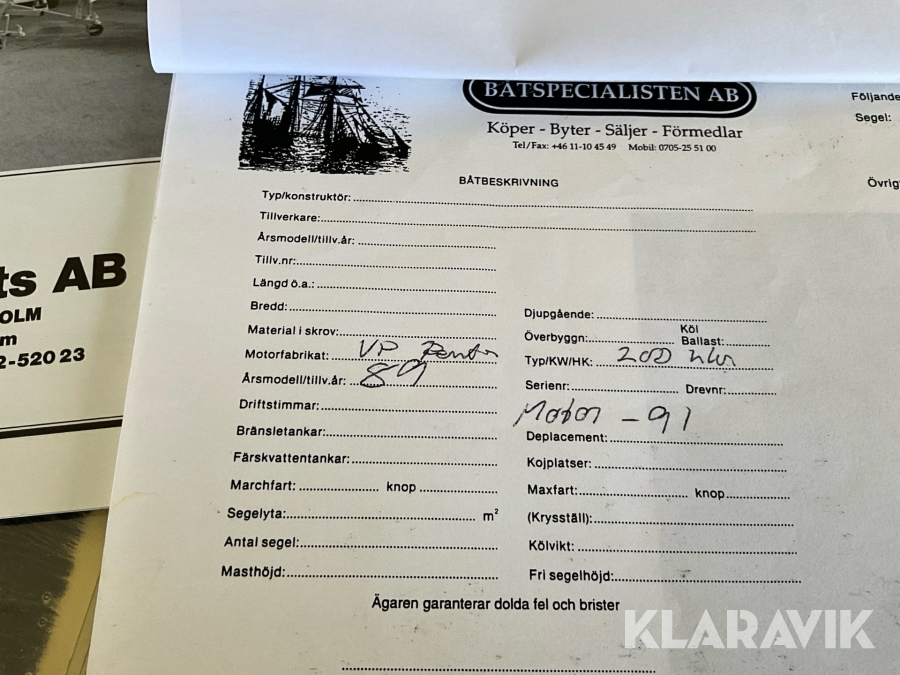 BÅTSPECIALISTEN AB
Köper - Byter - Säljer - Förmedlar
Tel/Fax: +46 11-10 45 49 Mobil: 0705-25 51 00
Följande
Segel:
Övrigt
BÅTBESKRIVNING
Typ/konstruktör:
Tillverkare:
Årsmodell/tillv.år:
Tillv.nr:
Längd ö.a.:
Bredd:
Djupgående:
Material i skrov:
Överbyggn:
Köl
Ballast:
Motorfabrikat: VP Penta
Typ/KW/HK: 200 hkr
Årsmodell/tillv.år: 89
Serienr:
Drevnr:
Driftstimmar:
Motor - 91
Bränsletankar:
Deplacement:
Färskvattentankar:
Kojplatser:
Marchfart: knop
Maxfart: knop
Segelyta: m²
(Krysställ):
Antal segel:
Kölvikt:
Masthöjd:
Fri segelhöjd:
Ägaren garanterar dolda fel och brister
ts AB
OLM
m
2-520 23
KLARAVIK